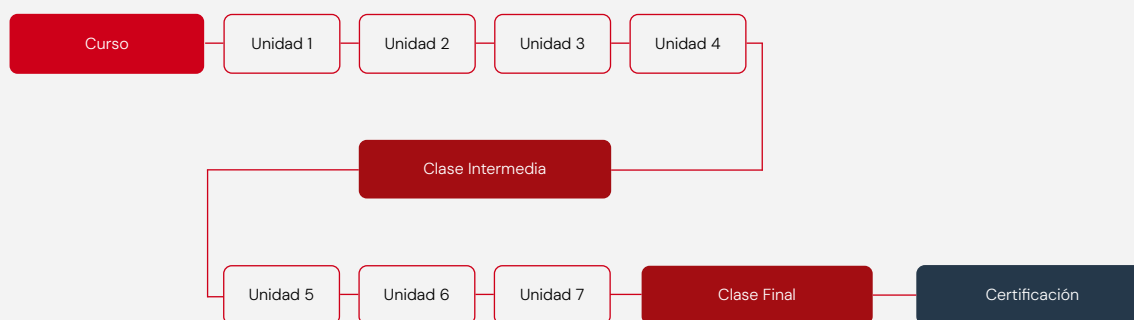 Curso
Unidad 1
Unidad 2
Unidad 3
Unidad 4
Clase Intermedia
Unidad 5
Unidad 6
Unidad 7
Clase Final
Certificación